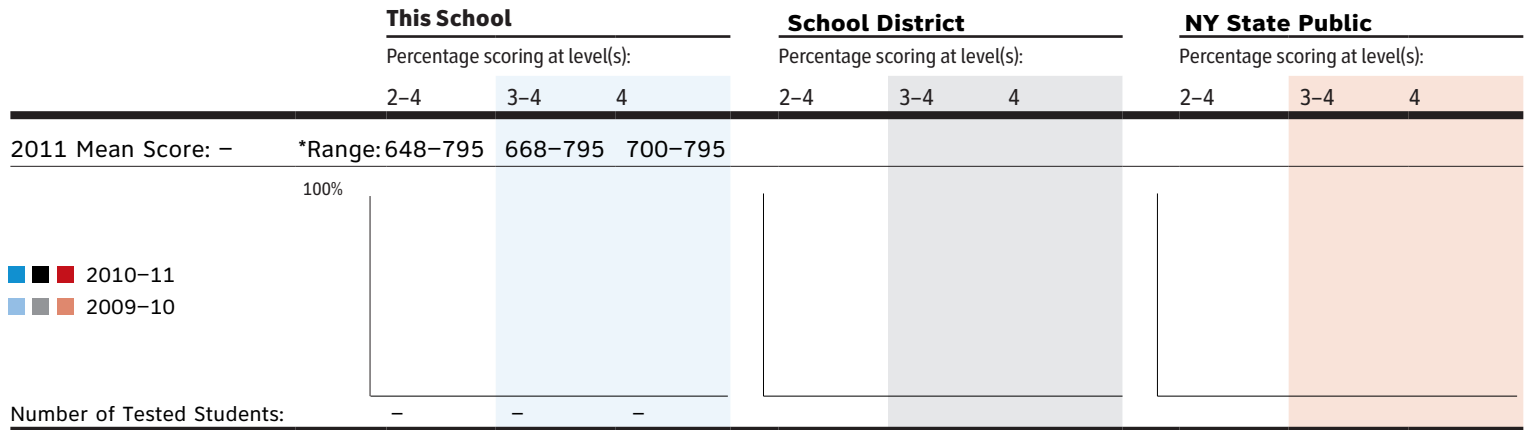 This School School District NY State Public
Percentage scoring at level(s): Percentage scoring at level(s): Percentage scoring at level(s):
2–4 3–4 4 2–4 3–4 4 2–4 3–4 4
2011 Mean Score: – *Range: 648–795 668–795 700–795
100%
2010–11
2009–10
Number of Tested Students: – – –